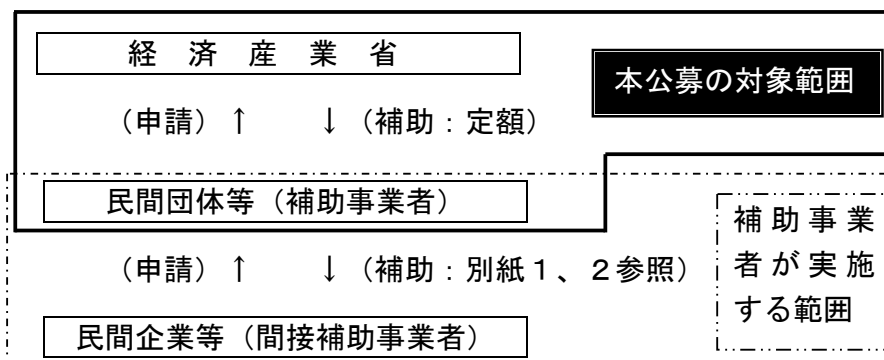 経済産業省
本公募の対象範囲
（申請）↑　↓（補助：定額）
民間団体等（補助事業者）
補助事業
者が実施
する範囲
（申請）↑　↓（補助：別紙１、２参照）
民間企業等（間接補助事業者）